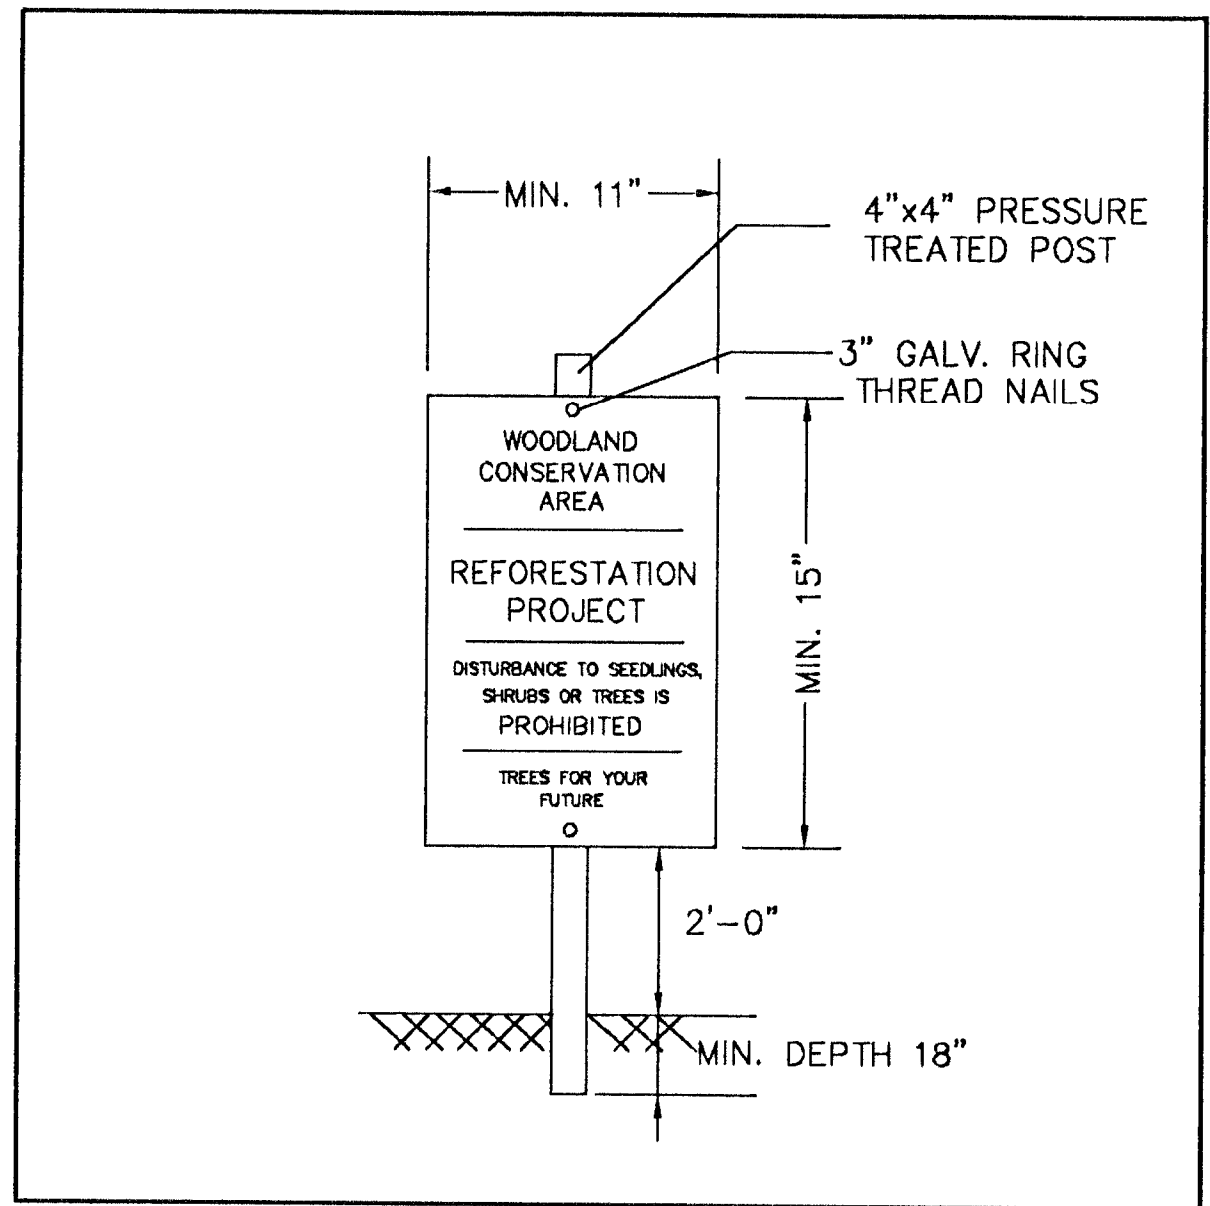 MIN. 11"
4"x4" PRESSURE
TREATED POST
3" GALV. RING
THREAD NAILS
WOODLAND
CONSERVATION
AREA
REFORESTATION
PROJECT
DISTURBANCE TO SEEDLINGS,
SHRUBS OR TREES IS
PROHIBITED
TREES FOR YOUR
FUTURE
MIN. 15"
2'-0"
MIN. DEPTH 18"